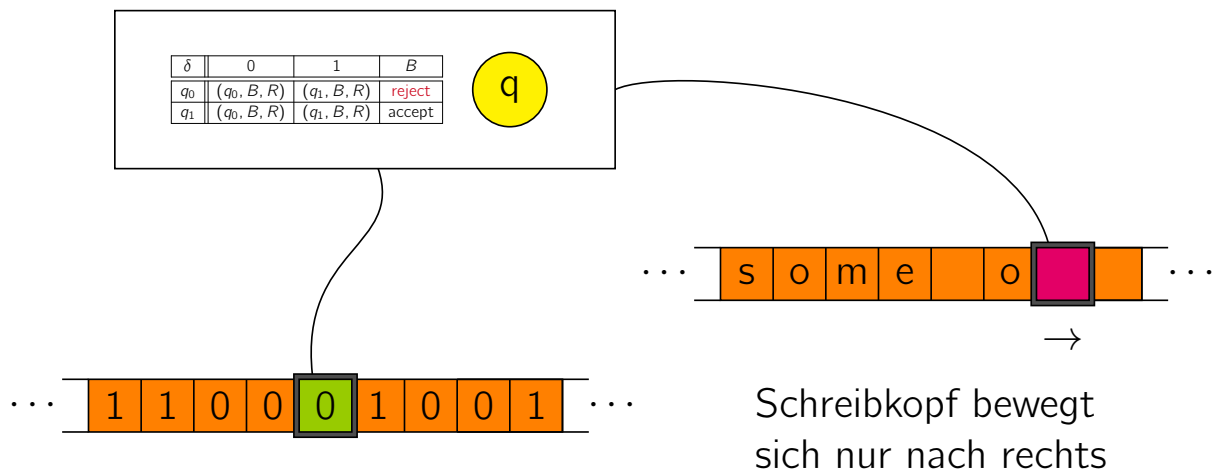 δ 0 1 B
q₀ (q₀, B, R) (q₁, B, R) reject
q₁ (q₀, B, R) (q₁, B, R) accept
q
··· s o m e o ···
→
··· 1 1 0 0 0 1 0 0 1 ···
Schreibkopf bewegt
sich nur nach rechts